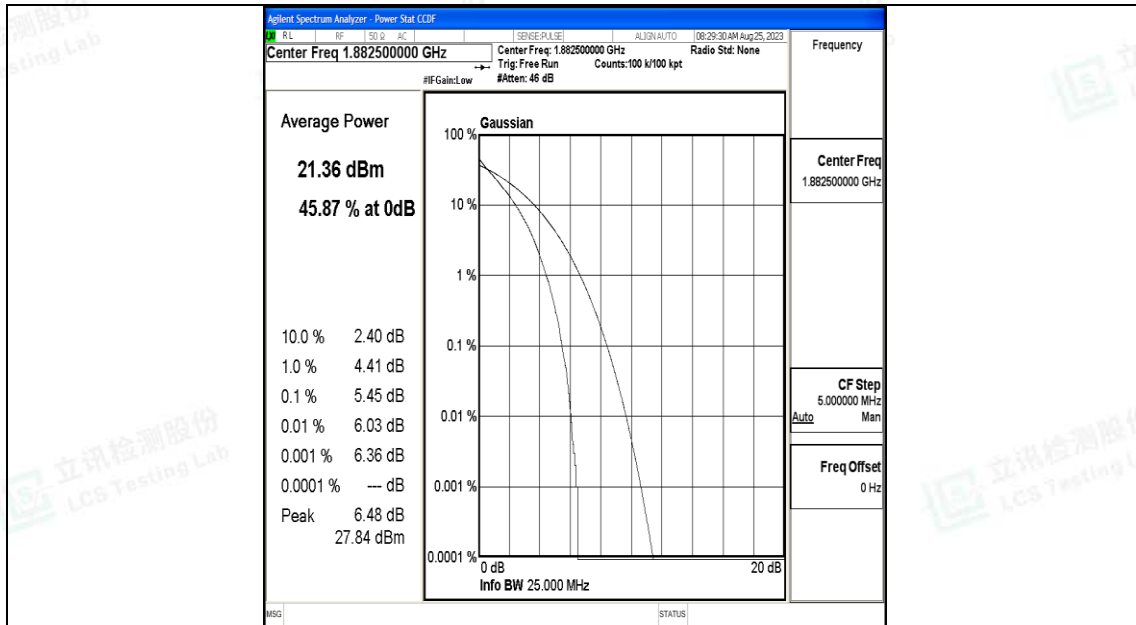 Agilent Spectrum Analyzer - Power Stat CCDF
LXI RL RF 50 Ω AC SENSE:PULSE ALIGN AUTO 08:29:30 AM Aug 25, 2023
Center Freq 1.882500000 GHz
Center Freq: 1.882500000 GHz Radio Std: None
Trig: Free Run Counts:100 k/100 kpt
#IFGain:Low #Atten: 46 dB
Frequency
Average Power
21.36 dBm
45.87 % at 0dB
10.0 % 2.40 dB
1.0 % 4.41 dB
0.1 % 5.45 dB
0.01 % 6.03 dB
0.001 % 6.36 dB
0.0001 % --- dB
Peak 6.48 dB
27.84 dBm
Gaussian
100 %
10 %
1 %
0.1 %
0.01 %
0.001 %
0.0001 %
0 dB 20 dB
Info BW 25.000 MHz
Center Freq
1.882500000 GHz
CF Step
5.000000 MHz
Auto Man
Freq Offset
0 Hz
MSG STATUS
立讯检测股份
LCS Testing Lab
立讯检测股份